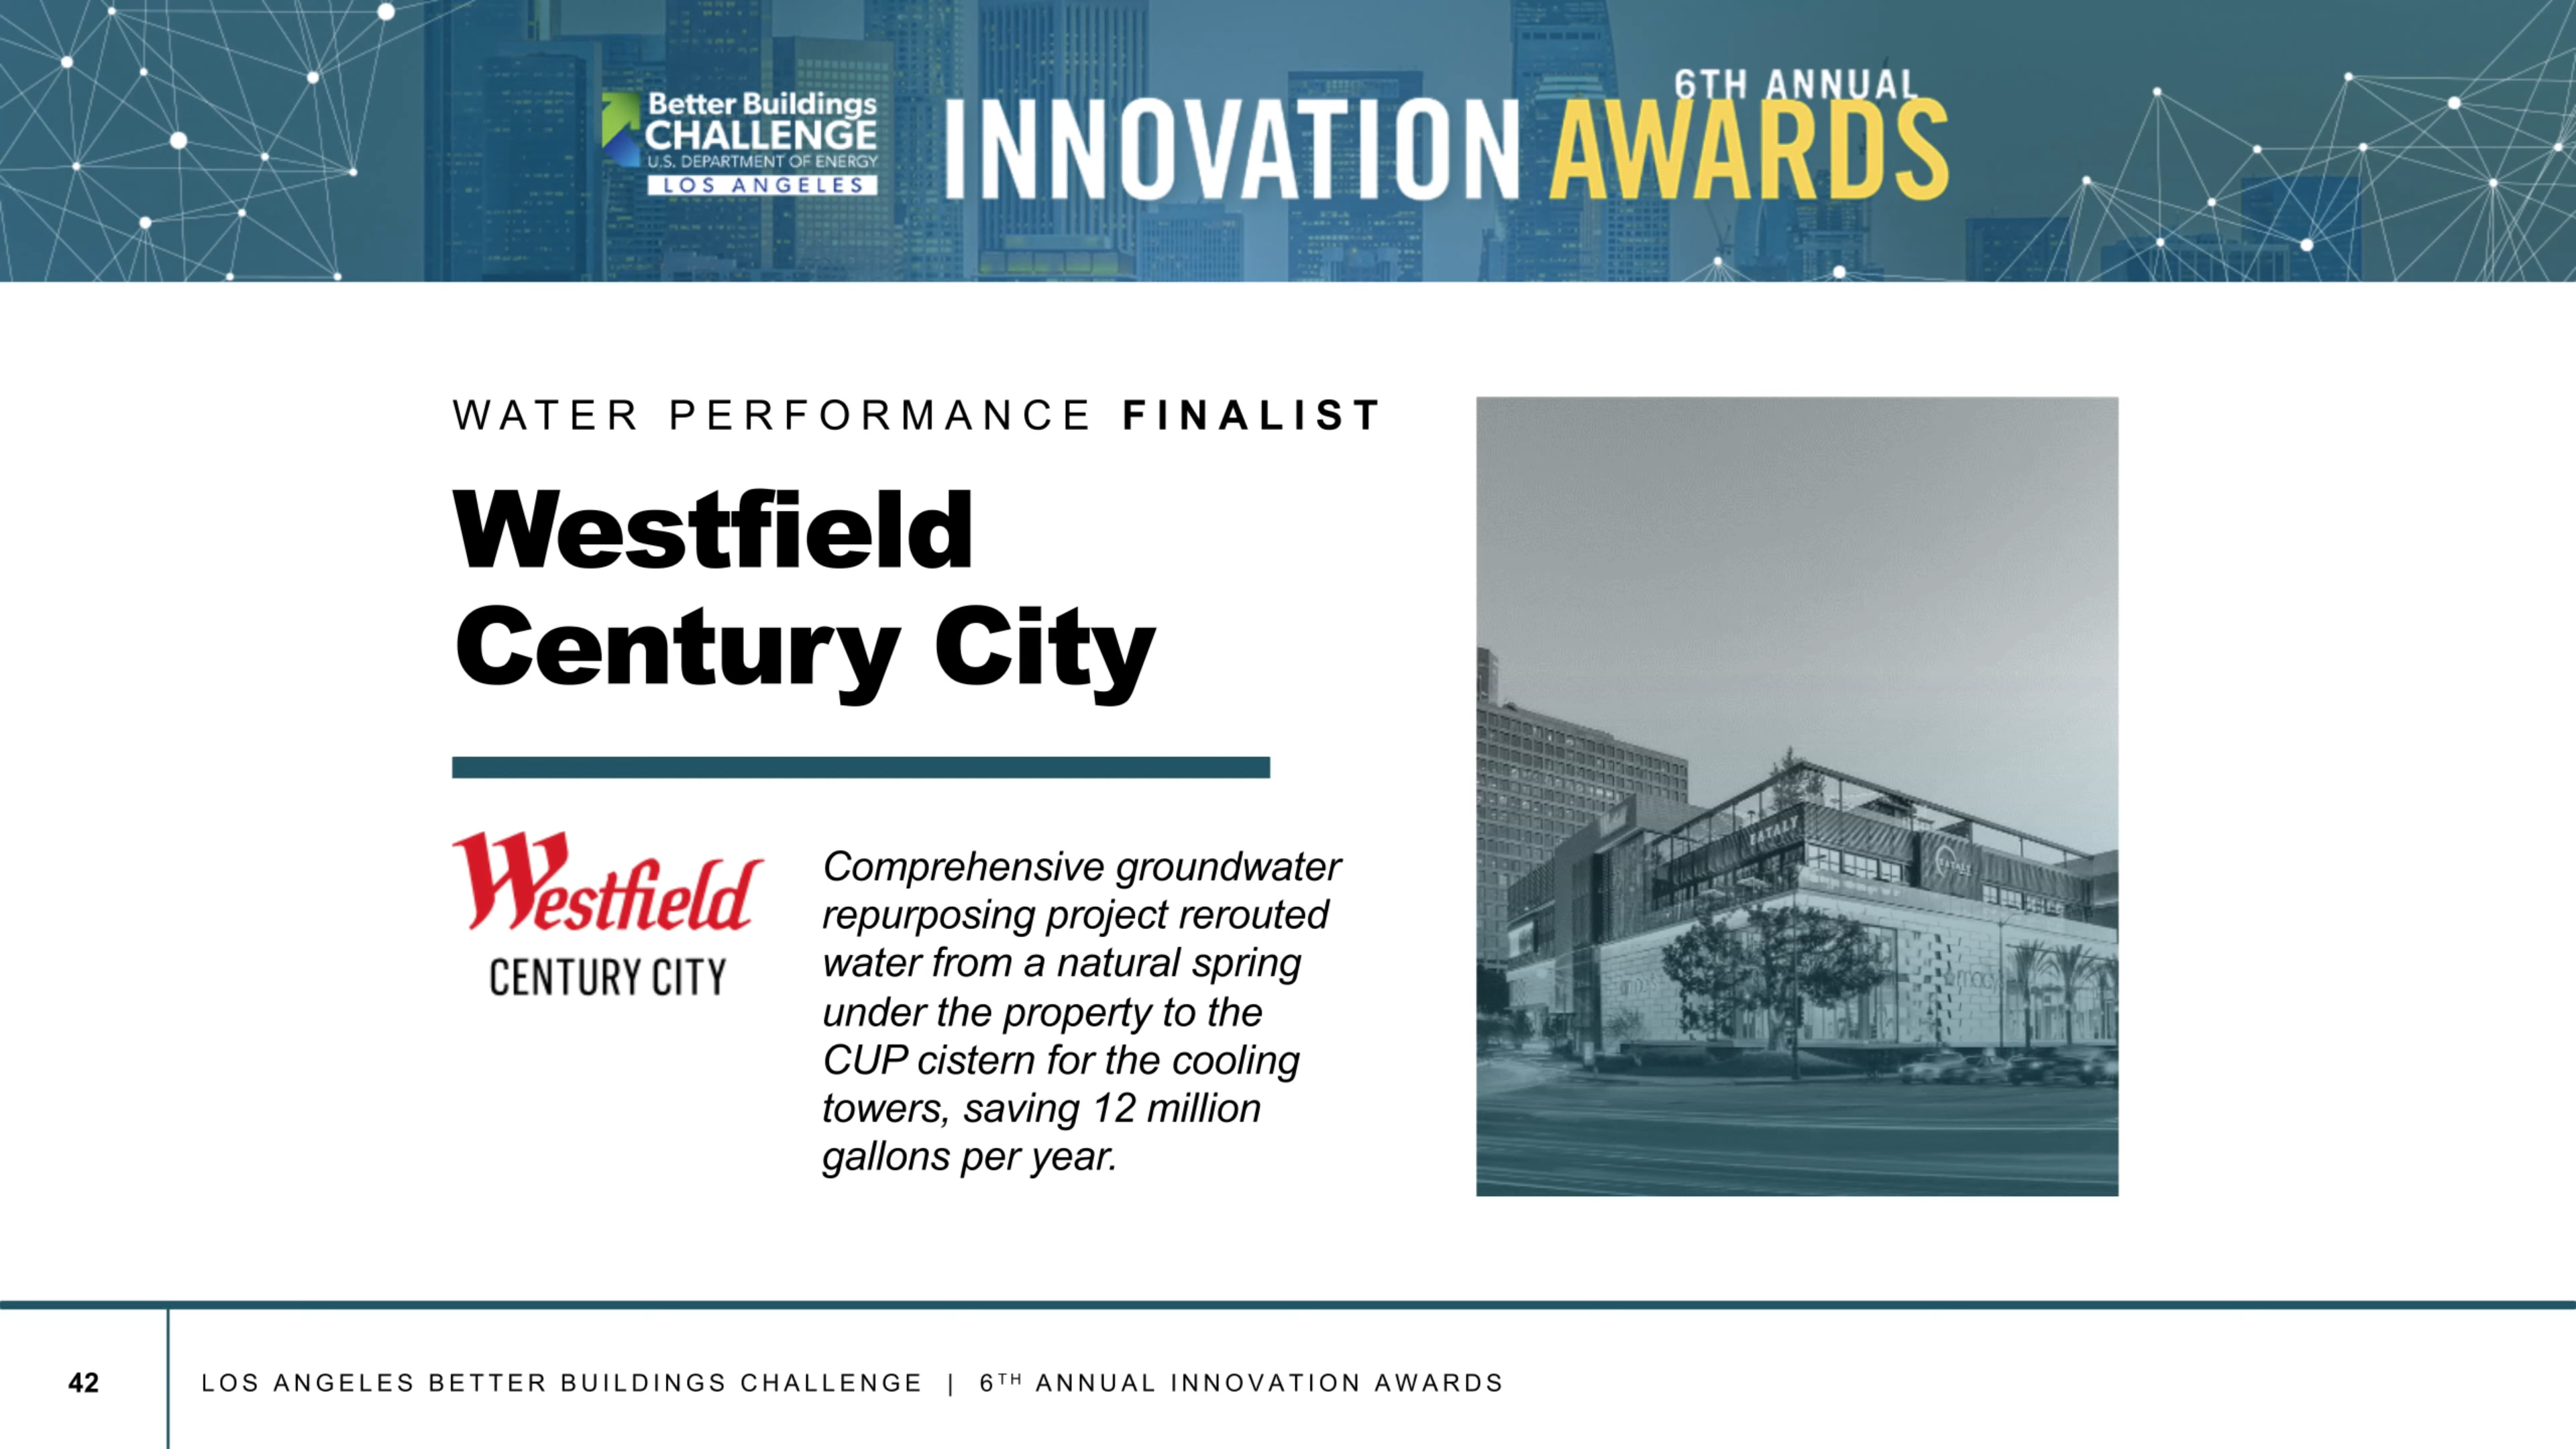 Better Buildings
CHALLENGE
U.S. DEPARTMENT OF ENERGY
LOS ANGELES
6TH ANNUAL
INNOVATION AWARDS
WATER PERFORMANCE FINALIST
Westfield
Century City
Westfield
CENTURY CITY
Comprehensive groundwater
repurposing project rerouted
water from a natural spring
under the property to the
CUP cistern for the cooling
towers, saving 12 million
gallons per year.
EATALY
EATALY
macy's
42
LOS ANGELES BETTER BUILDINGS CHALLENGE | 6TH ANNUAL INNOVATION AWARDS